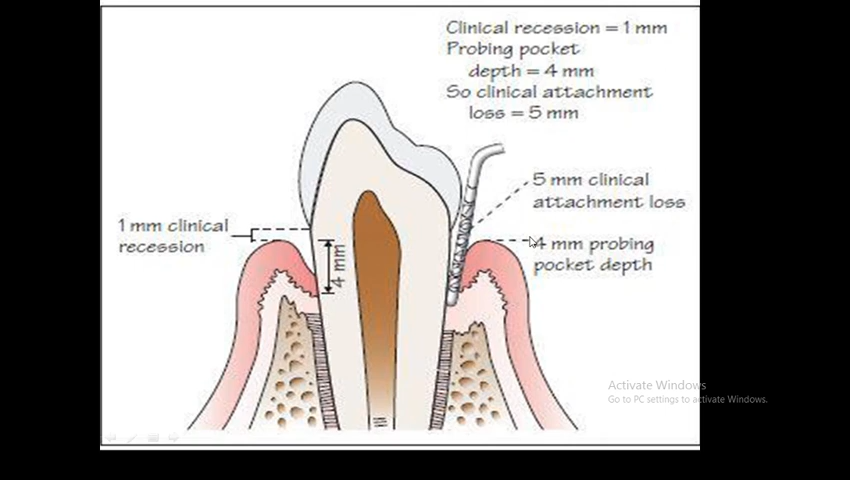 Clinical recession = 1 mm
Probing pocket
depth = 4 mm
So clinical attachment
loss = 5 mm
5 mm clinical
attachment loss
1 mm clinical
recession
4 mm
4 mm probing
pocket depth
Activate Windows
Go to PC settings to activate Windows.